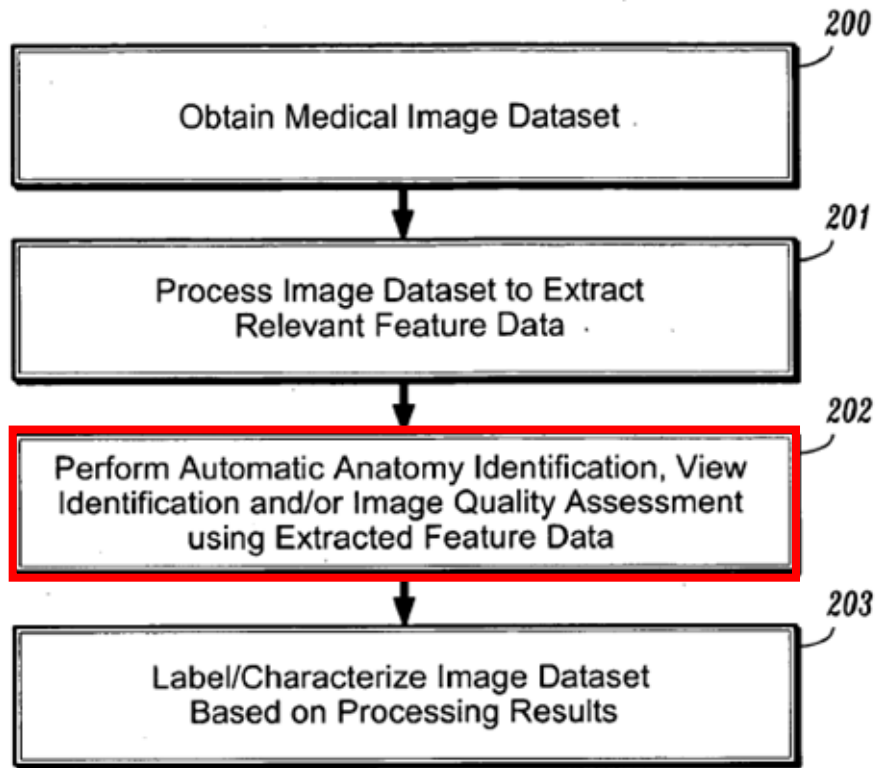 200
Obtain Medical Image Dataset
201
Process Image Dataset to Extract
Relevant Feature Data
202
Perform Automatic Anatomy Identification, View
Identification and/or Image Quality Assessment
using Extracted Feature Data
203
Label/Characterize Image Dataset
Based on Processing Results